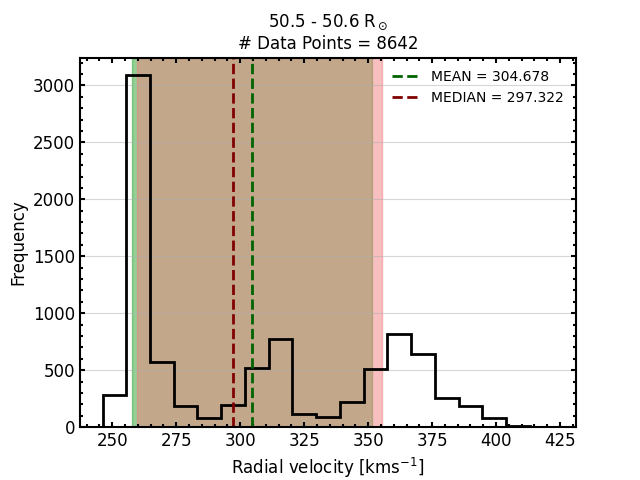 50.5 - 50.6 R⊙
# Data Points = 8642
MEAN = 304.678
MEDIAN = 297.322
Frequency
3000
2500
2000
1500
1000
500
0
250 275 300 325 350 375 400 425
Radial velocity [kms⁻¹]